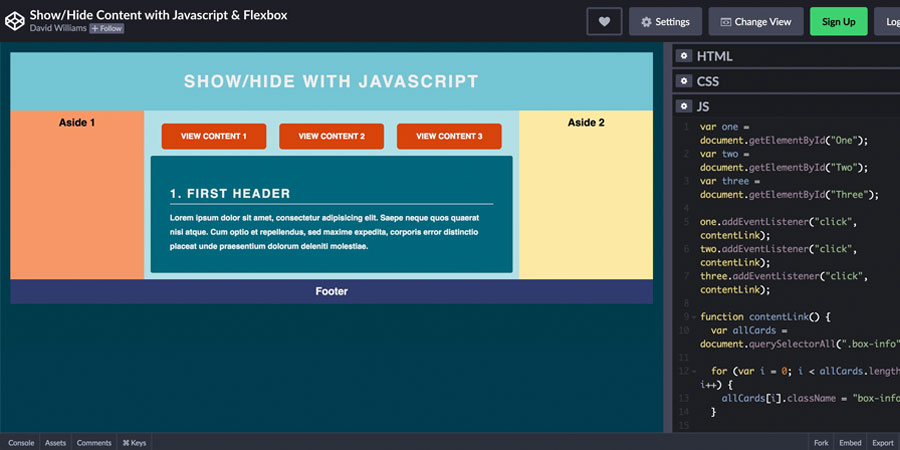 Show/Hide Content with Javascript & Flexbox
David Williams + Follow
Settings
Change View
Sign Up
Log
SHOW/HIDE WITH JAVASCRIPT
Aside 1
VIEW CONTENT 1
VIEW CONTENT 2
VIEW CONTENT 3
1. FIRST HEADER
Lorem ipsum dolor sit amet, consectetur adipisicing elit. Saepe neque quos quaerat
nisi atque. Cum optio et repellendus, sed maxime expedita, corporis error distinctio
placeat unde praesentium dolorum deleniti molestiae.
Aside 2
Footer
HTML
CSS
JS
1 var one =
document.getElementById("One");
2 var two =
document.getElementById("Two");
3 var three =
document.getElementById("Three");
4
5 one.addEventListener("click",
contentLink);
6 two.addEventListener("click",
contentLink);
7 three.addEventListener("click",
contentLink);
8
9 function contentLink() {
10 var allCards =
document.querySelectorAll(".box-info"
11
12 for (var i = 0; i < allCards.length
i++) {
13 allCards[i].className = "box-info
14 }
15
Console
Assets
Comments
⌘ Keys
Fork
Embed
Export